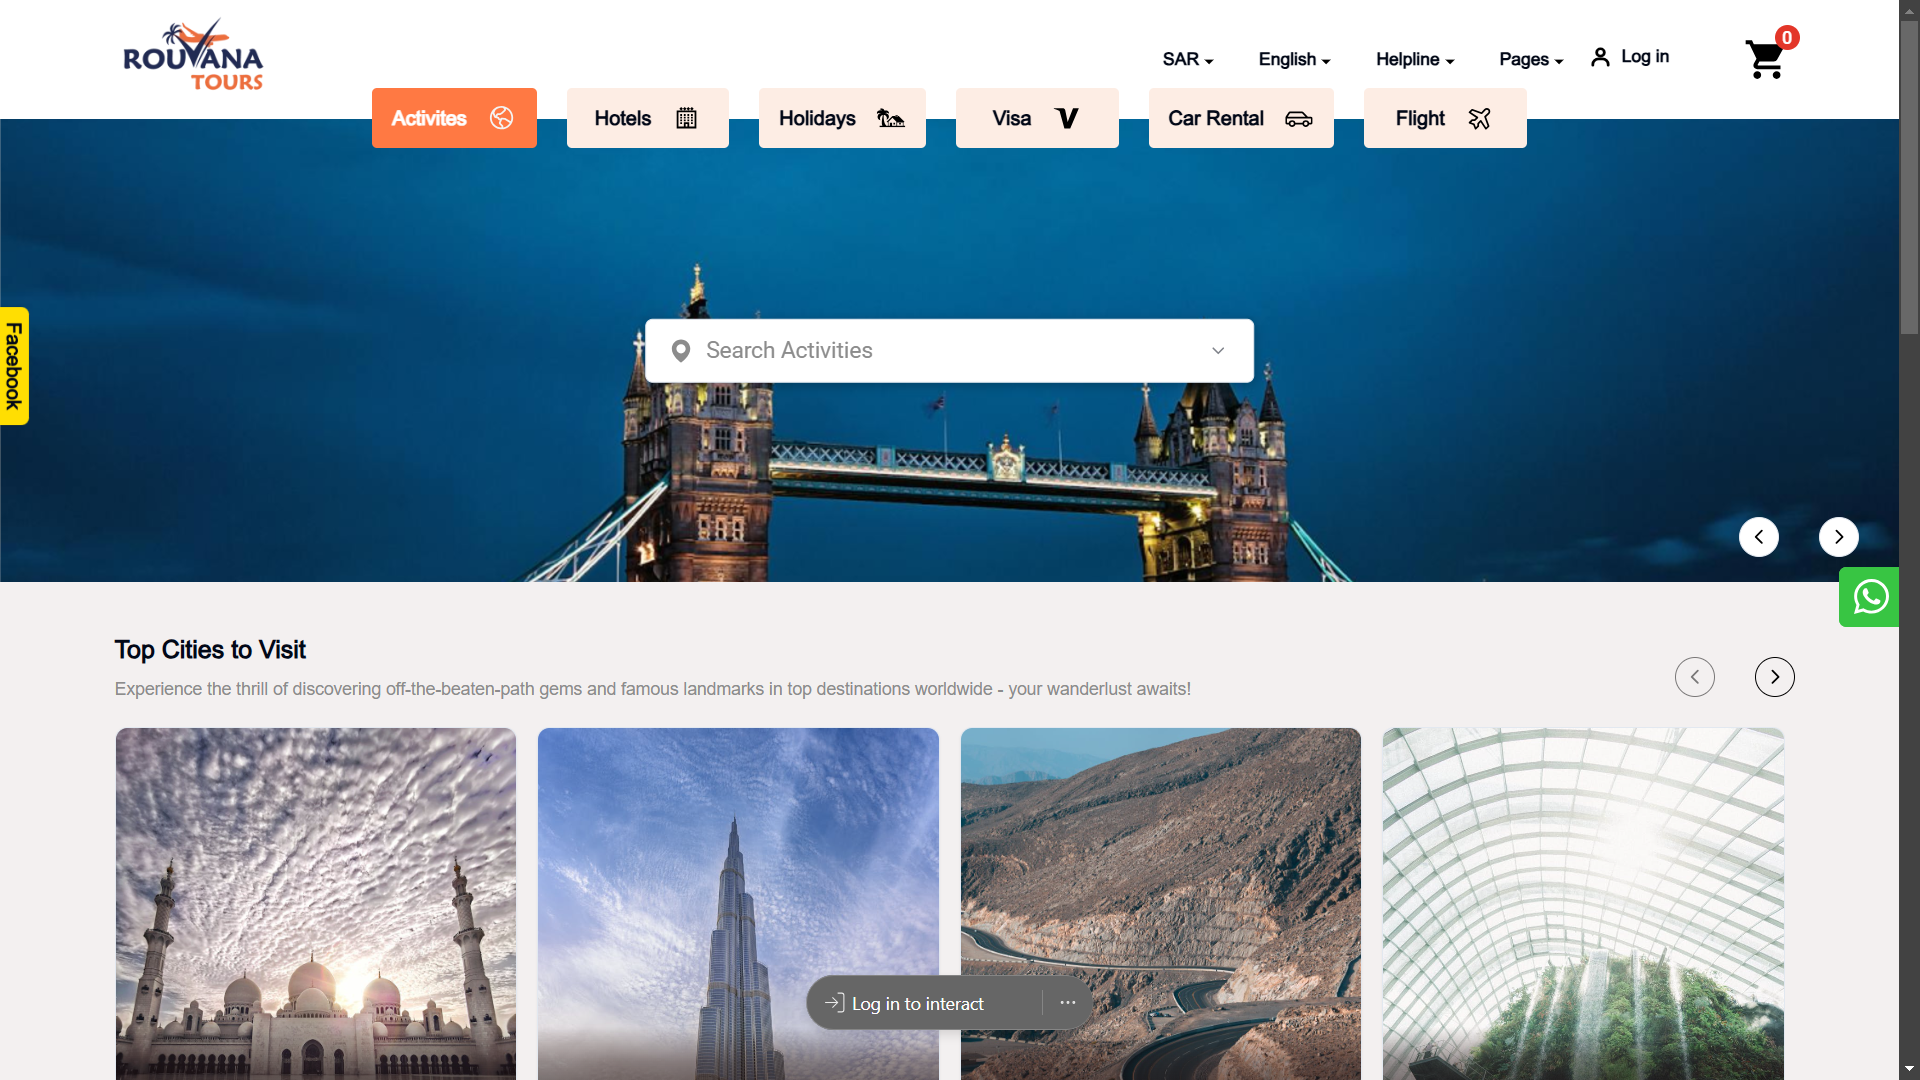 ROUVANA
TOURS
SAR
English
Helpline
Pages
Log in
0
Activites
Hotels
Holidays
Visa
Car Rental
Flight
Search Activities
Facebook
Top Cities to Visit
Experience the thrill of discovering off-the-beaten-path gems and famous landmarks in top destinations worldwide - your wanderlust awaits!
Log in to interact